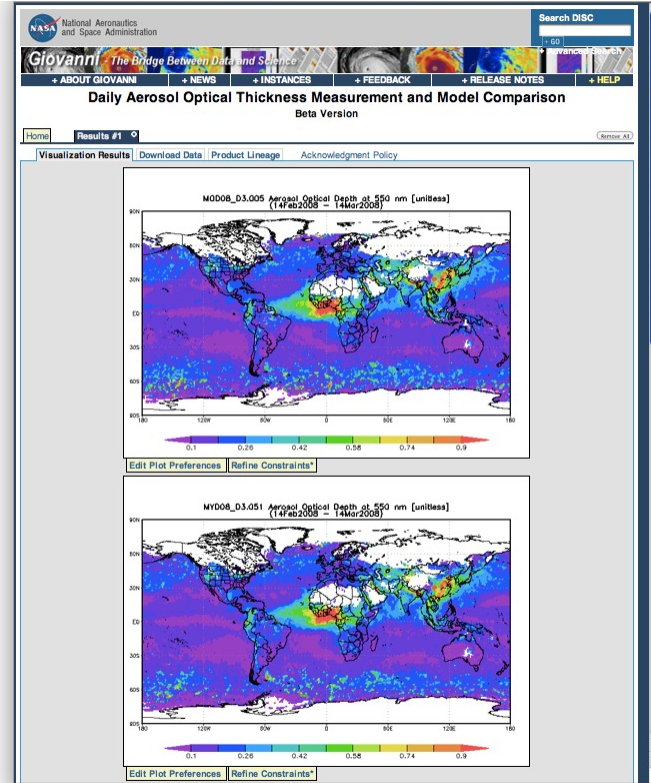 NASA
National Aeronautics
and Space Administration
Search DISC
+ GO
+ Advanced Search
Giovanni - The Bridge Between Data and Science
+ ABOUT GIOVANNI + NEWS + INSTANCES + FEEDBACK + RELEASE NOTES + HELP
Daily Aerosol Optical Thickness Measurement and Model Comparison
Beta Version
Home Results #1
Remove All
Visualization Results Download Data Product Lineage Acknowledgment Policy
MOD08_D3.005 Aerosol Optical Depth at 550 nm [unitless]
(14Feb2008 - 14Mar2008)
90N
60N
30N
EQ
30S
60S
90S
180 120W 60W 0 60E 120E 180
0.1 0.26 0.42 0.58 0.74 0.9
Edit Plot Preferences Refine Constraints*
MYD08_D3.051 Aerosol Optical Depth at 550 nm [unitless]
(14Feb2008 - 14Mar2008)
90N
60N
30N
EQ
30S
60S
90S
180 120W 60W 0 60E 120E 180
0.1 0.26 0.42 0.58 0.74 0.9
Edit Plot Preferences Refine Constraints*